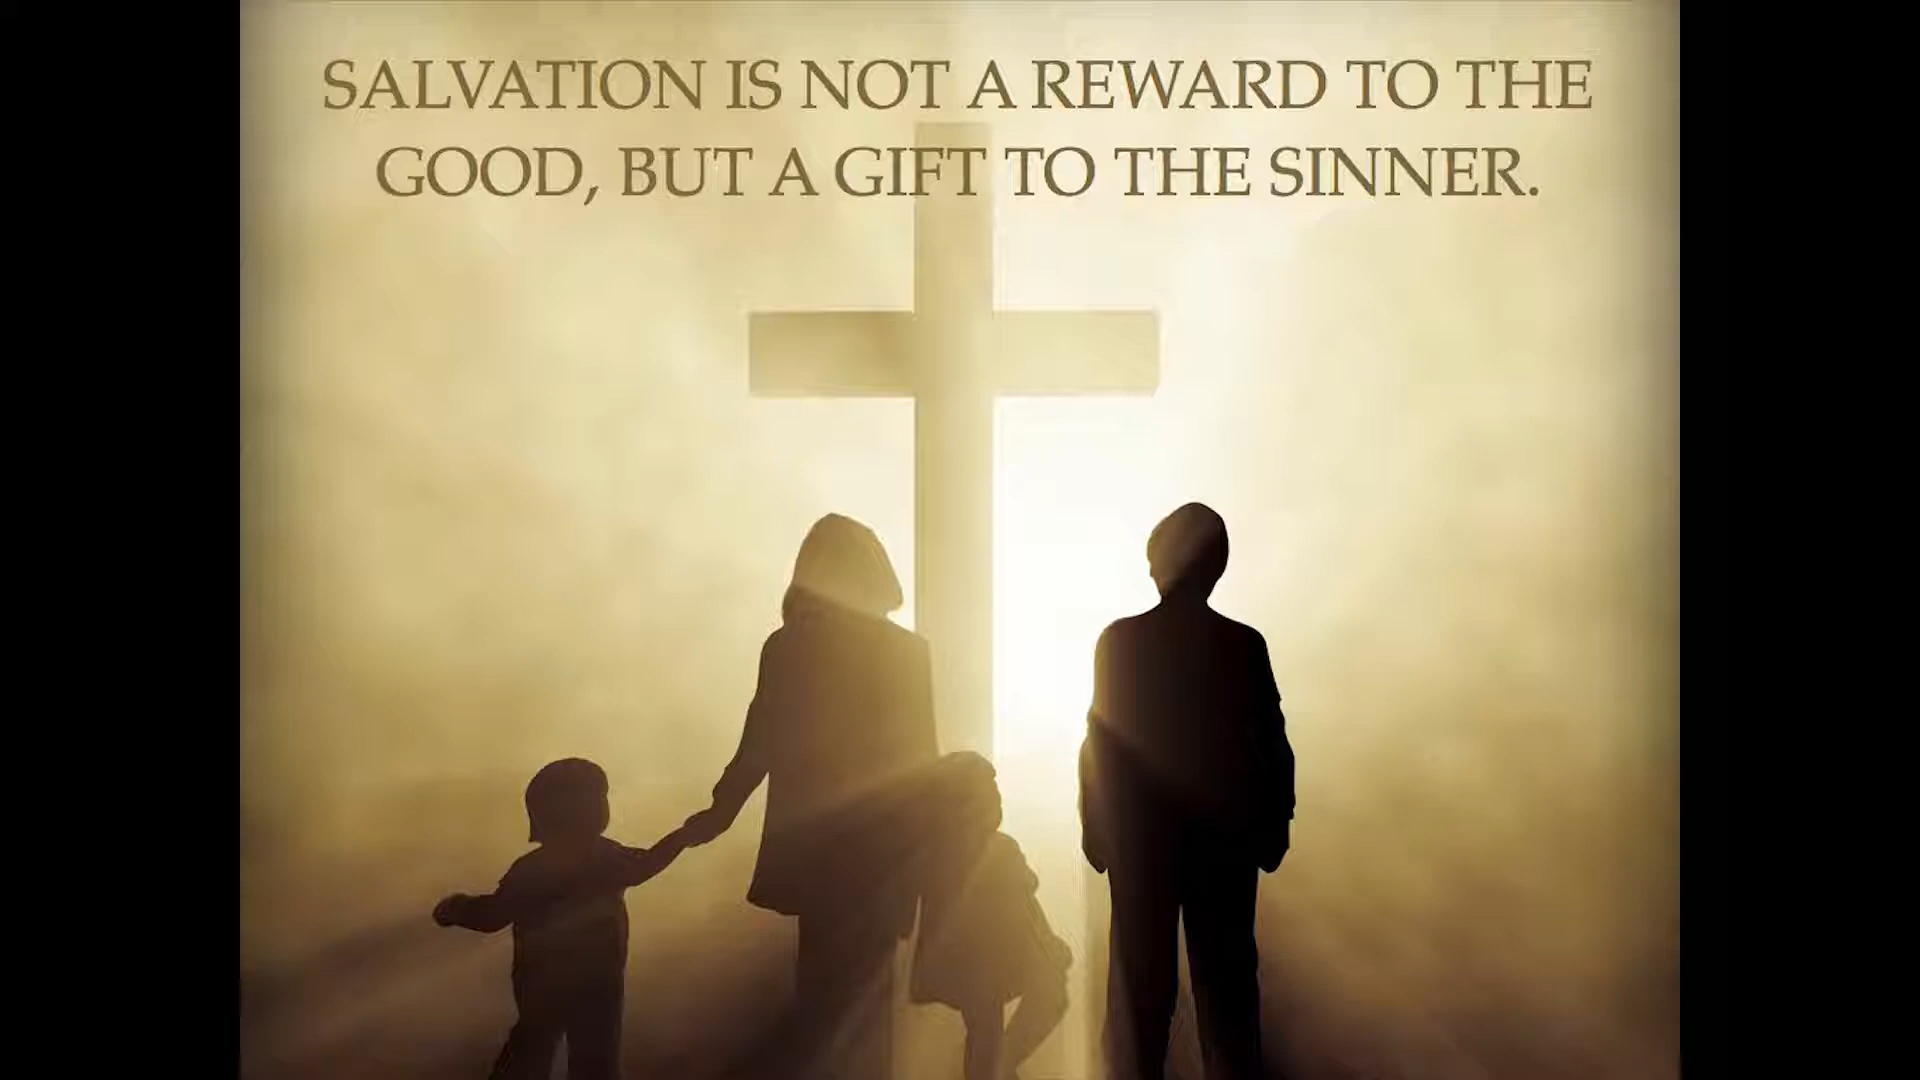 SALVATION IS NOT A REWARD TO THE
GOOD, BUT A GIFT TO THE SINNER.